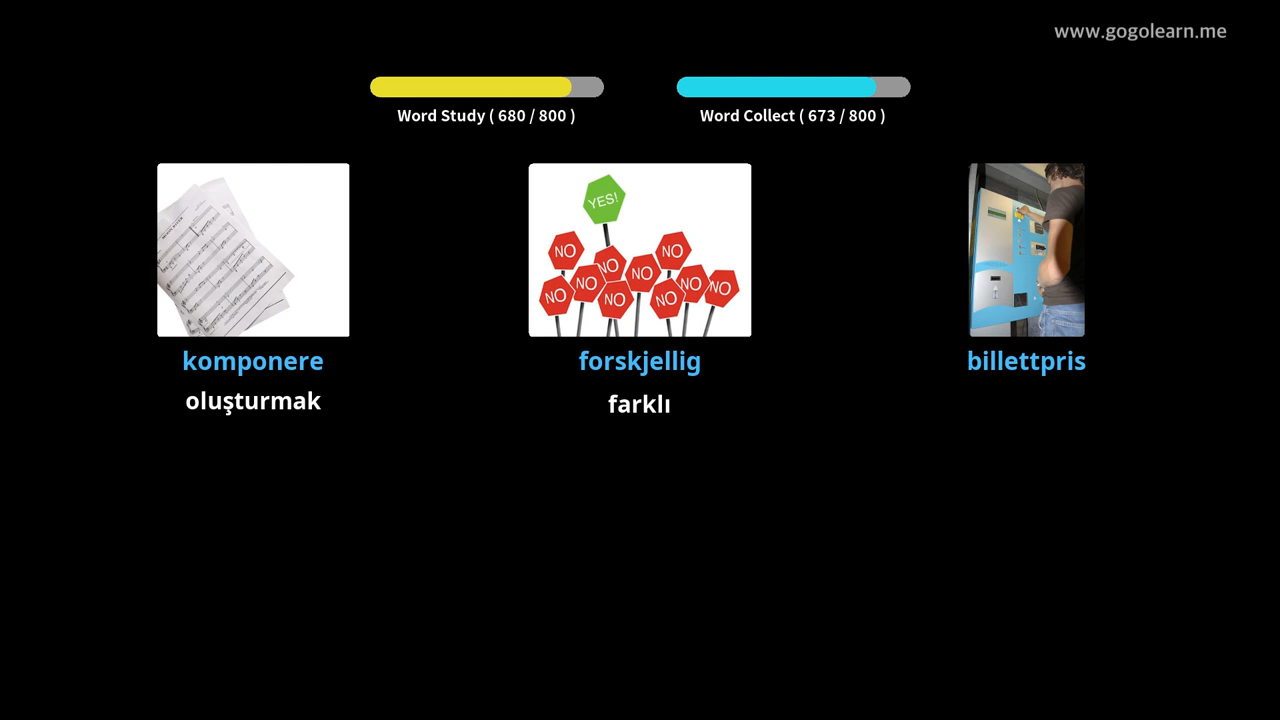 www.gogolearn.me
Word Study ( 680 / 800 )
Word Collect ( 673 / 800 )
YES!
NO
NO
NO
NO
NO
NO
NO
NO
NO
NO
komponere
forskjellig
billettpris
oluşturmak
farklı